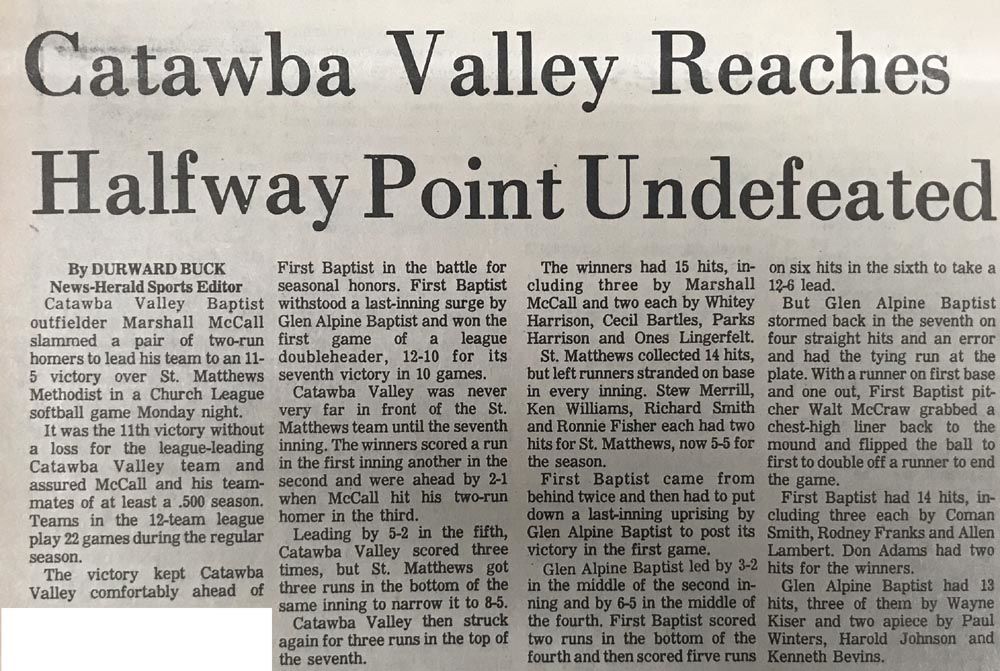 Catawba Valley Reaches
Halfway Point Undefeated
By DURWARD BUCK
News-Herald Sports Editor
Catawba Valley Baptist
outfielder Marshall McCall
slammed a pair of two-run
homers to lead his team to an 11-
5 victory over St. Matthews
Methodist in a Church League
softball game Monday night.
It was the 11th victory without
a loss for the league-leading
Catawba Valley team and
assured McCall and his team-
mates of at least a .500 season.
Teams in the 12-team league
play 22 games during the regular
season.
The victory kept Catawba
Valley comfortably ahead of
First Baptist in the battle for
seasonal honors. First Baptist
withstood a last-inning surge by
Glen Alpine Baptist and won the
first game of a league
doubleheader, 12-10 for its
seventh victory in 10 games.
Catawba Valley was never
very far in front of the St.
Matthews team until the seventh
inning. The winners scored a run
in the first inning another in the
second and were ahead by 2-1
when McCall hit his two-run
homer in the third.
Leading by 5-2 in the fifth,
Catawba Valley scored three
times, but St. Matthews got
three runs in the bottom of the
same inning to narrow it to 8-5.
Catawba Valley then struck
again for three runs in the top of
the seventh.
The winners had 15 hits, in-
cluding three by Marshall
McCall and two each by Whitey
Harrison, Cecil Bartles, Parks
Harrison and Ones Lingerfelt.
St. Matthews collected 14 hits,
but left runners stranded on base
in every inning. Stew Merrill,
Ken Williams, Richard Smith
and Ronnie Fisher each had two
hits for St. Matthews, now 5-5 for
the season.
First Baptist came from
behind twice and then had to put
down a last-inning uprising by
Glen Alpine Baptist to post its
victory in the first game.
Glen Alpine Baptist led by 3-2
in the middle of the second in-
ning and by 6-5 in the middle of
the fourth. First Baptist scored
two runs in the bottom of the
fourth and then scored firve runs
on six hits in the sixth to take a
12-6 lead.
But Glen Alpine Baptist
stormed back in the seventh on
four straight hits and an error
and had the tying run at the
plate. With a runner on first base
and one out, First Baptist pit-
cher Walt McCraw grabbed a
chest-high liner back to the
mound and flipped the ball to
first to double off a runner to end
the game.
First Baptist had 14 hits, in-
cluding three each by Coman
Smith, Rodney Franks and Allen
Lambert. Don Adams had two
hits for the winners.
Glen Alpine Baptist had 13
hits, three of them by Wayne
Kiser and two apiece by Paul
Winters, Harold Johnson and
Kenneth Bevins.